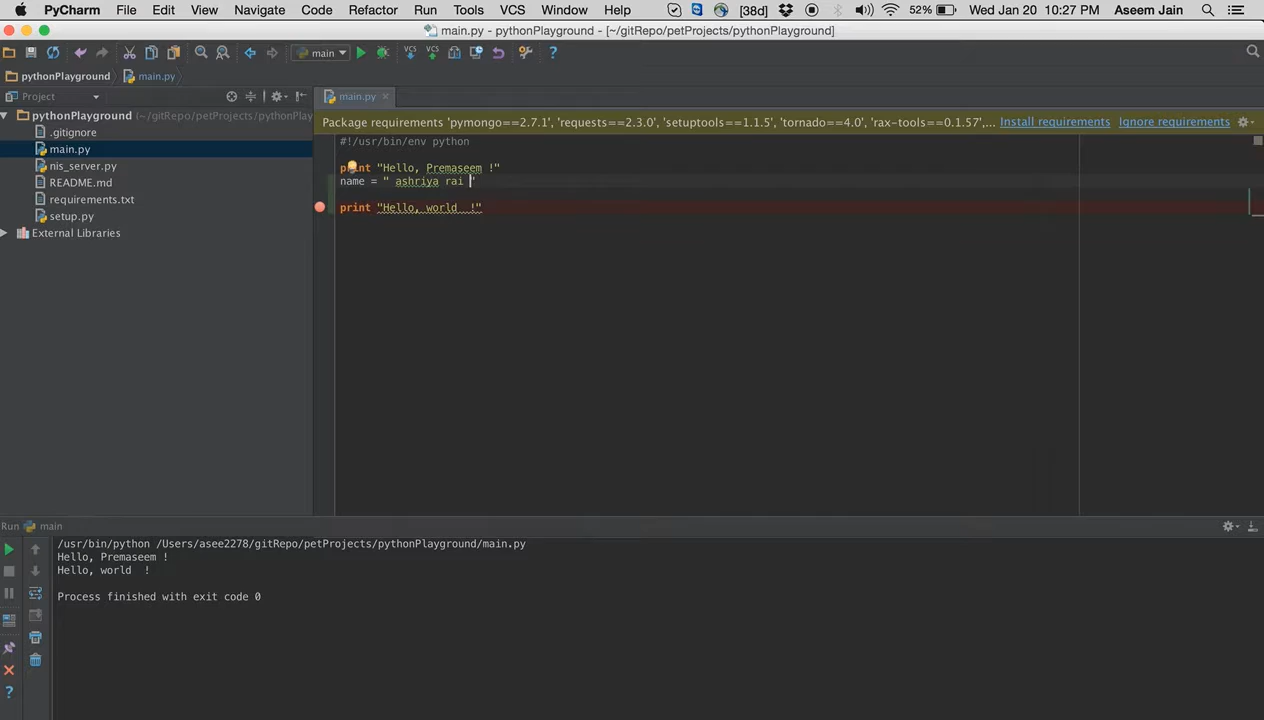 PyCharm File Edit View Navigate Code Refactor Run Tools VCS Window Help [38d] 52% Wed Jan 20 10:27 PM Aseem Jain
main.py - pythonPlayground - [~/gitRepo/petProjects/pythonPlayground]
main VCS VCS ?
pythonPlayground main.py
Project main.py
pythonPlayground (~/gitRepo/petProjects/pythonPlay
Package requirements 'pymongo==2.7.1', 'requests==2.3.0', 'setuptools==1.1.5', 'tornado==4.0', 'rax-tools==0.1.57',... Install requirements Ignore requirements
.gitignore
main.py
nis_server.py
README.md
requirements.txt
setup.py
External Libraries
#!/usr/bin/env python
print "Hello, Premaseem !"
name = " ashriya rai "
print "Hello, world  !"
Run main
/usr/bin/python /Users/asee2278/gitRepo/petProjects/pythonPlayground/main.py
Hello, Premaseem !
Hello, world  !
Process finished with exit code 0
?